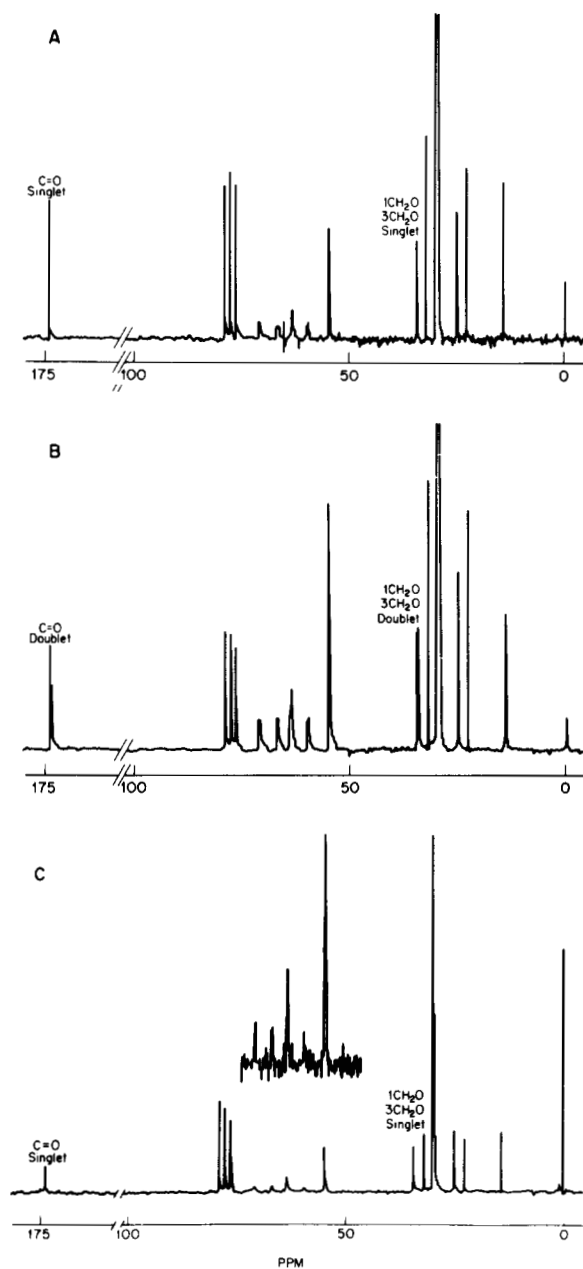 A
C=O
Singlet
1CH₂O
3CH₂O
Singlet
175
100
50
0
B
C=O
Doublet
1CH₂O
3CH₂O
Doublet
175
100
50
0
C
C=O
Singlet
1CH₂O
3CH₂O
Singlet
175
100
50
0
PPM